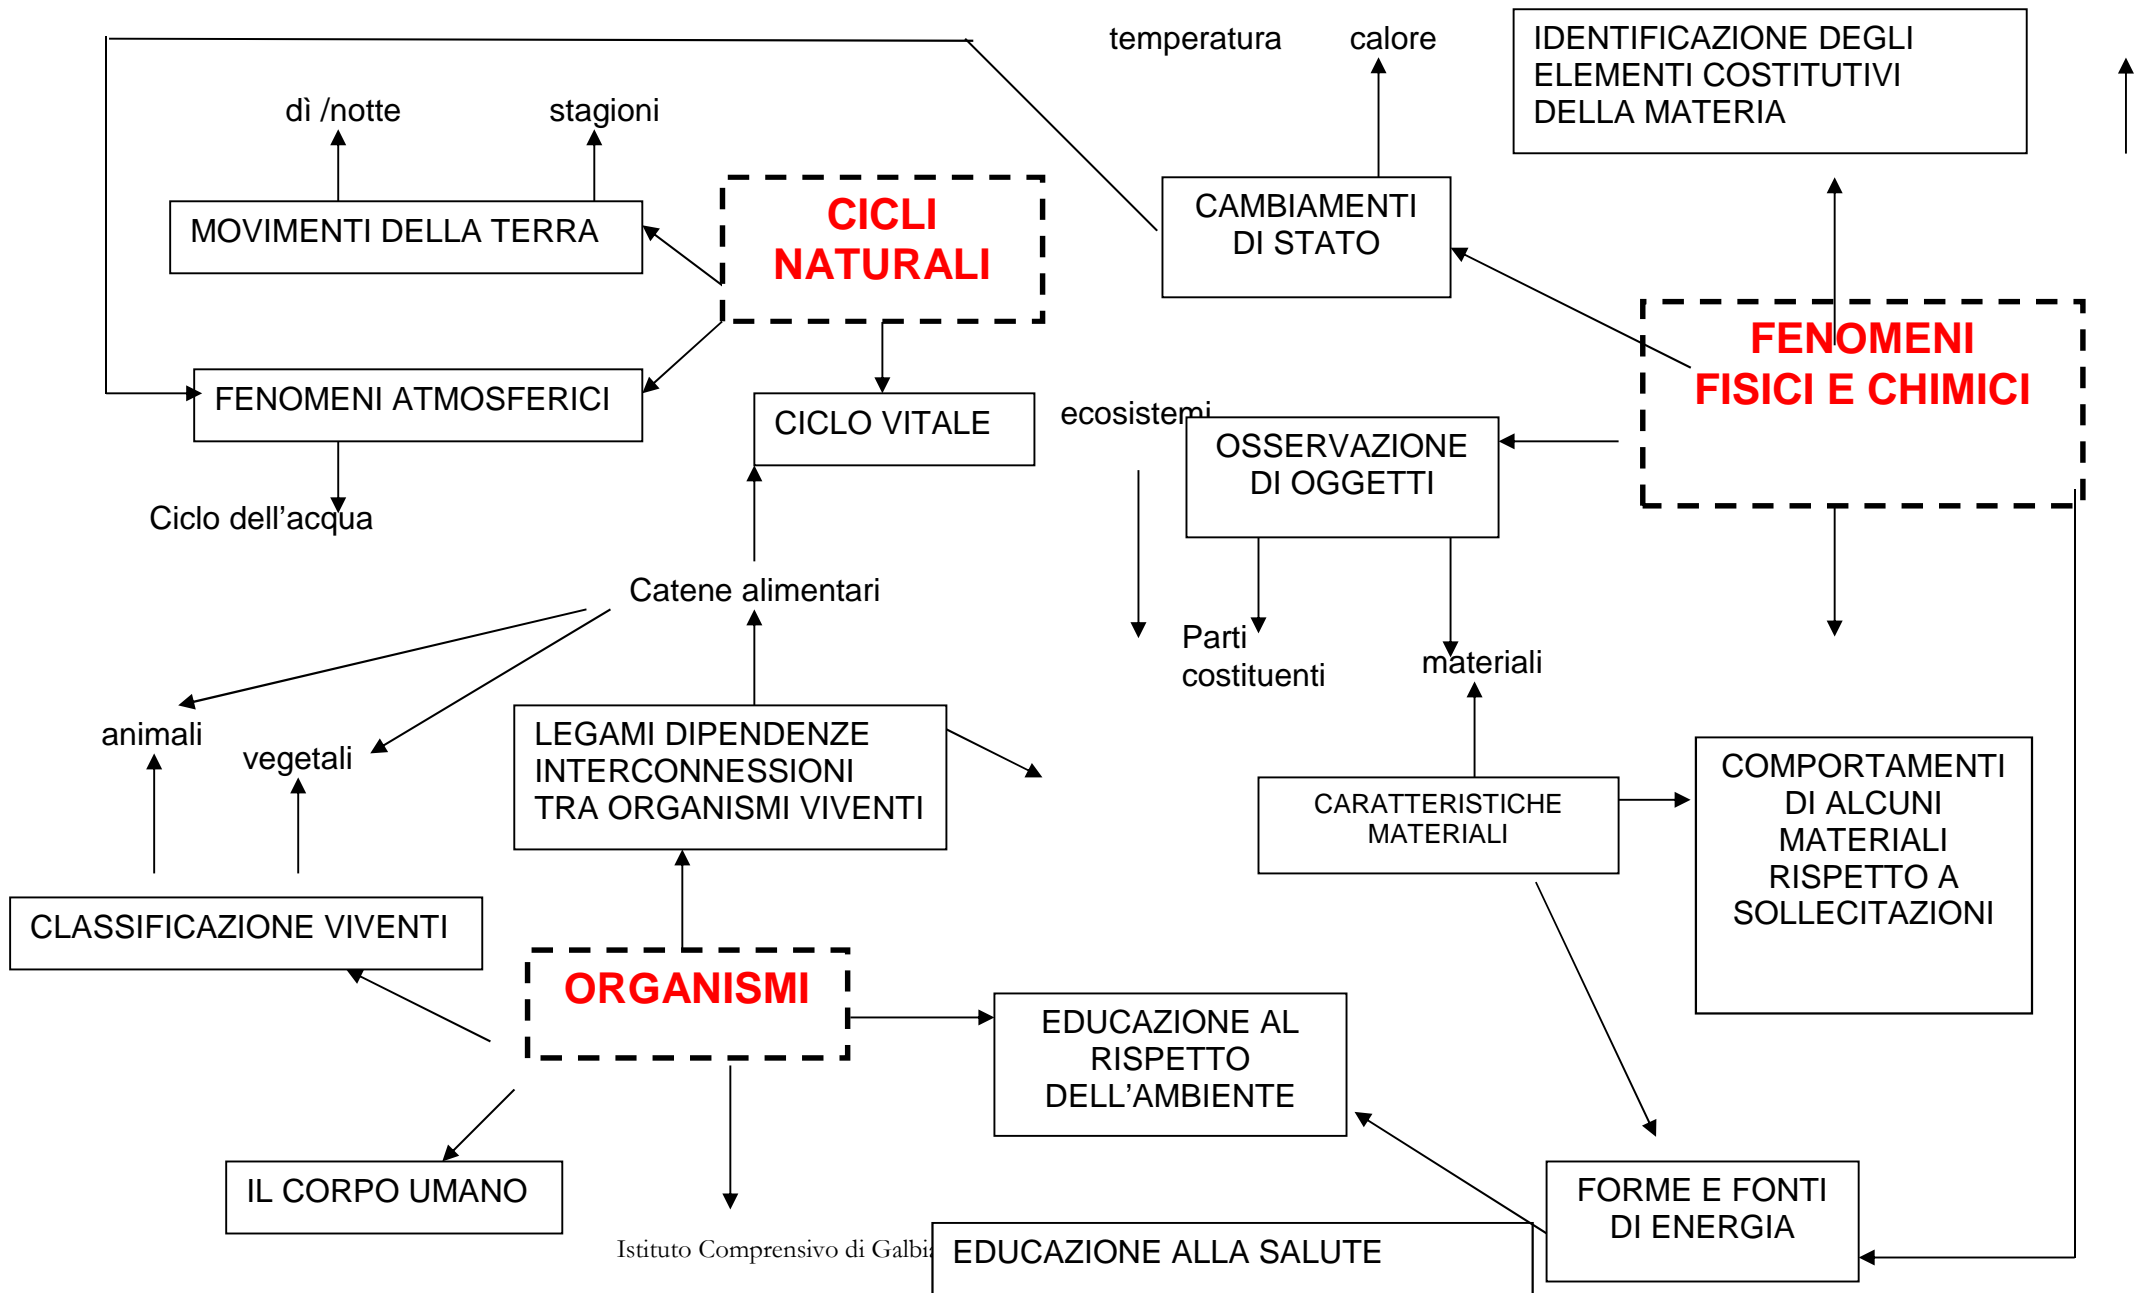 temperatura
calore
IDENTIFICAZIONE DEGLI
ELEMENTI COSTITUTIVI
DELLA MATERIA
dì /notte
stagioni
MOVIMENTI DELLA TERRA
CICLI
NATURALI
CAMBIAMENTI
DI STATO
FENOMENI
FISICI E CHIMICI
FENOMENI ATMOSFERICI
CICLO VITALE
ecosistemi
OSSERVAZIONE
DI OGGETTI
Ciclo dell’acqua
Catene alimentari
Parti
costituenti
materiali
animali
vegetali
LEGAMI DIPENDENZE
INTERCONNESSIONI
TRA ORGANISMI VIVENTI
CARATTERISTICHE
MATERIALI
COMPORTAMENTI
DI ALCUNI
MATERIALI
RISPETTO A
SOLLECITAZIONI
CLASSIFICAZIONE VIVENTI
ORGANISMI
EDUCAZIONE AL
RISPETTO
DELL’AMBIENTE
IL CORPO UMANO
FORME E FONTI
DI ENERGIA
Istituto Comprensivo di
EDUCAZIONE ALLA SALUTE